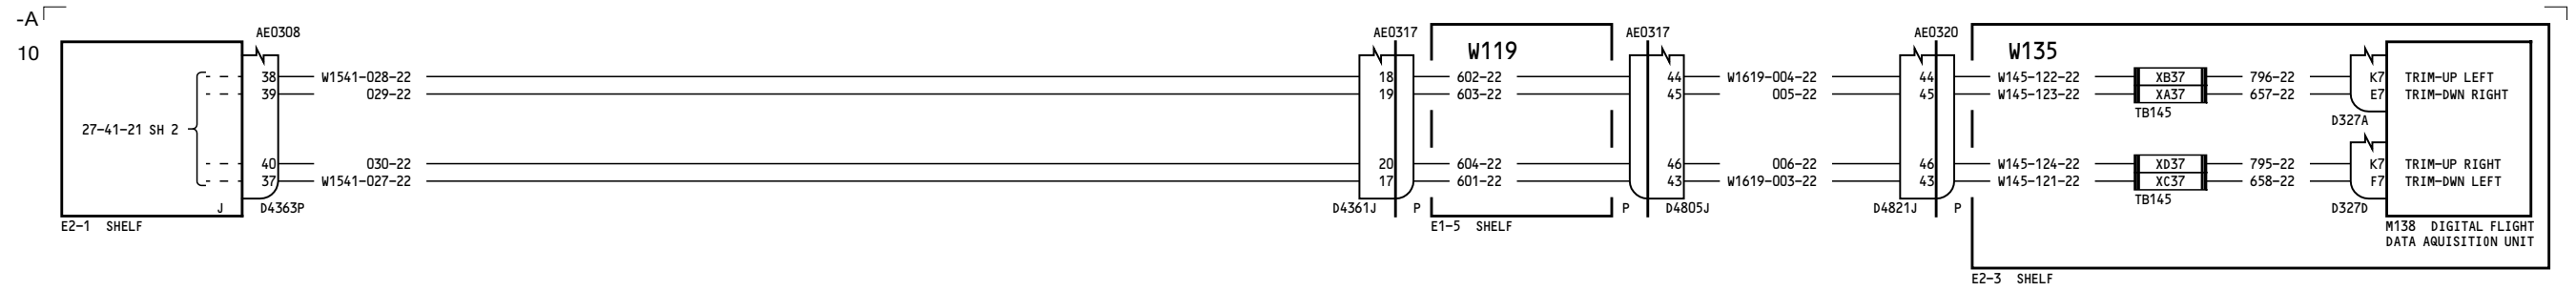 -A
10
AE0308
AE0317
W119
AE0317
AE0320
W135
38 W1541-028-22 18 602-22 44 W1619-004-22 44 W145-122-22 XB37 796-22 K7 TRIM-UP LEFT
39 029-22 19 603-22 45 005-22 45 W145-123-22 XA37 657-22 E7 TRIM-DWN RIGHT
TB145
D327A
27-41-21 SH 2
40 030-22 20 604-22 46 006-22 46 W145-124-22 XD37 795-22 K7 TRIM-UP RIGHT
37 W1541-027-22 17 601-22 43 W1619-003-22 43 W145-121-22 XC37 658-22 F7 TRIM-DWN LEFT
TB145
J D4363P D4361J P P D4805J D4821J P D327D
E2-1 SHELF
E1-5 SHELF
M138 DIGITAL FLIGHT
DATA AQUISITION UNIT
E2-3 SHELF